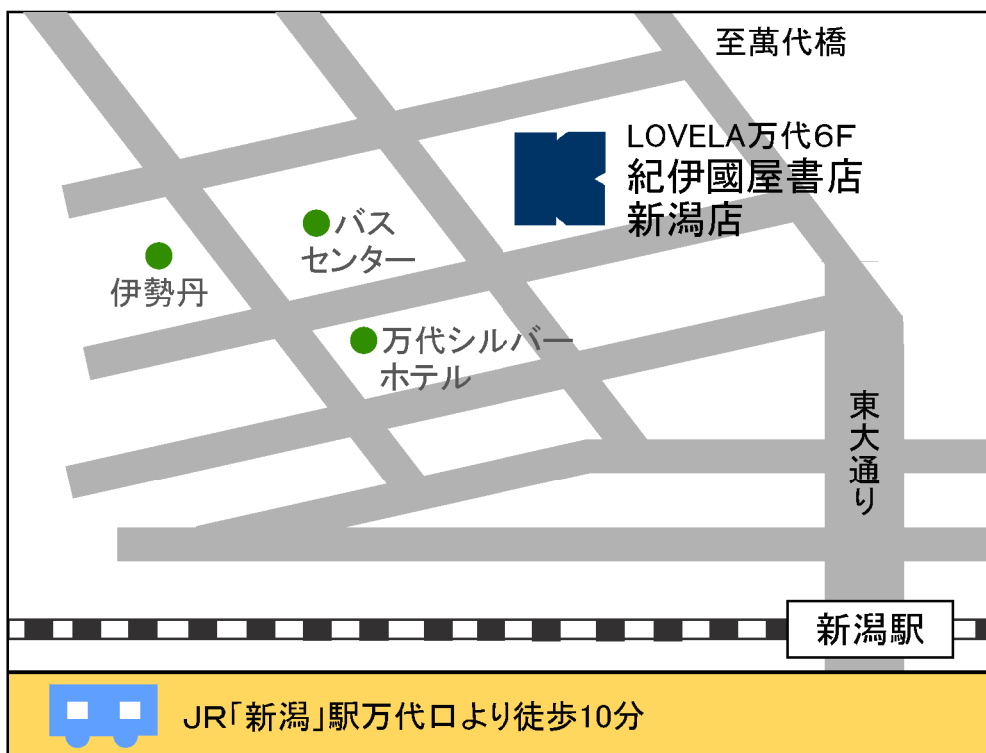 至萬代橋
LOVELA万代6F
紀伊國屋書店
新潟店
バス
センター
伊勢丹
万代シルバー
ホテル
東大通り
新潟駅
JR「新潟」駅万代口より徒歩10分